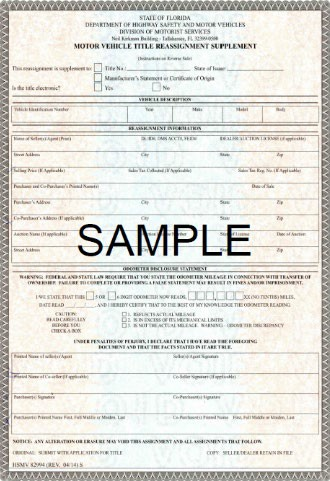 STATE OF FLORIDA
DEPARTMENT OF HIGHWAY SAFETY AND MOTOR VEHICLES
DIVISION OF MOTORIST SERVICES
Neil Kirkman Building - Tallahassee, FL
MOTOR VEHICLE TITLE REASSIGNMENT SUPPLEMENT
(Instructions on Reverse Side)
This reassignment is supplement to: Title No.: State of Issue:
Manufacturer's Statement or Certificate of Origin
Is the title electronic? Yes No
VEHICLE DESCRIPTION
Vehicle Identification Number Year Make Model Body
REASSIGNMENT INFORMATION
Name of Seller(s)/Agent (Print) DEALER/AUCTION LICENSE # (if applicable)
Street Address City State Zip
Selling Price (If Applicable) Sales Tax Collected (If Applicable) Sales Tax Reg. No. (If Applicable)
Purchaser and Co-Purchaser's Printed Name(s) Date of Sale
Purchaser's Address City State Zip
Co-Purchaser's Address (If Applicable) City State Zip
Auction Name (If Applicable) State of License Date of Auction
Street Address City State Zip
SAMPLE
ODOMETER DISCLOSURE STATEMENT
WARNING: FEDERAL AND STATE LAW REQUIRE THAT YOU STATE THE ODOMETER MILEAGE IN CONNECTION WITH TRANSFER OF
OWNERSHIP. FAILURE TO COMPLETE OR PROVIDING A FALSE STATEMENT MAY RESULT IN FINES AND/OR IMPRISONMENT.
I/WE STATE THAT THIS 5 OR 6 DIGIT ODOMETER NOW READS .XX (NO TENTHS) MILES,
DATE READ AND I HEREBY CERTIFY THAT TO THE BEST OF MY KNOWLEDGE THE ODOMETER READING:
CAUTION: 1. REFLECTS ACTUAL MILEAGE
READ CAREFULLY 2. IS IN EXCESS OF ITS MECHANICAL LIMITS
BEFORE YOU 3. IS NOT THE ACTUAL MILEAGE. WARNING - ODOMETER DISCREPANCY
CHECK A BOX
UNDER PENALTIES OF PERJURY, I DECLARE THAT I HAVE READ THE FOREGOING
DOCUMENT AND THAT THE FACTS STATED IN IT ARE TRUE.
Printed Name of Seller(s)/Agent Seller(s)/Agent Signature
Printed Name of Co-Seller (If Applicable) Co-Seller Signature (If Applicable)
Purchaser(s) Signature Co-Purchaser(s) Signature
Purchaser(s) Printed Name First, Full Middle or Maiden, Last Co-Purchaser(s) Printed Name First, Full Middle or Maiden, Last
NOTICE: ANY ALTERATION OR ERASURE MAY VOID THIS ASSIGNMENT AND ALL ASSIGNMENTS THAT FOLLOW.
ORIGINAL: SUBMIT WITH APPLICATION FOR TITLE COPY: SELLER/DEALER RETAIN IN FILE
HSMV 82994 (REV. 04/14) S